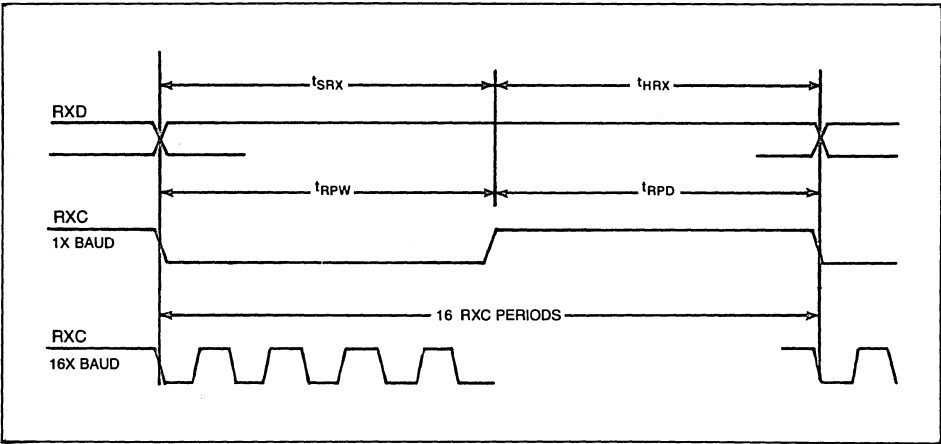 tSRX
tHRX
RXD
tRPW
tRPD
RXC
1X BAUD
16 RXC PERIODS
RXC
16X BAUD